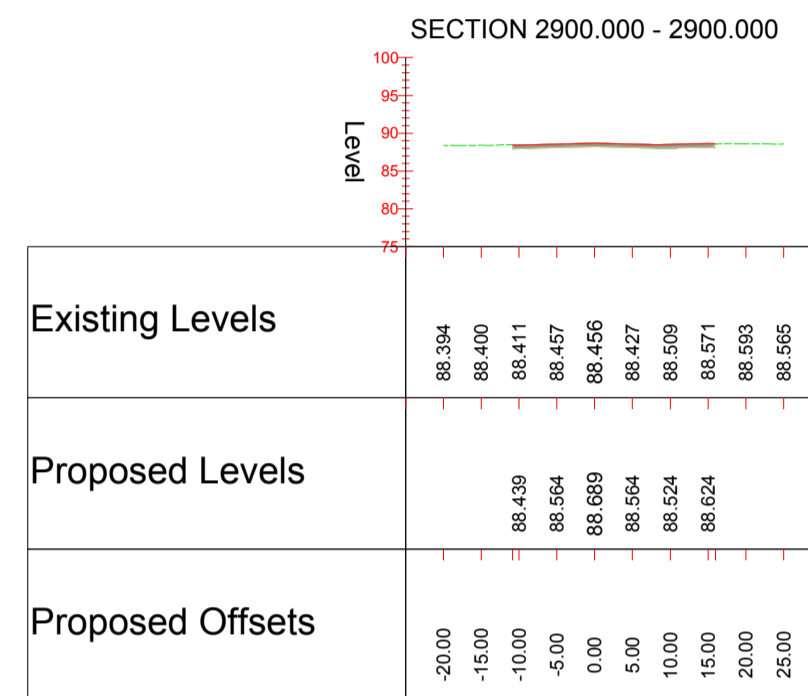 SECTION 2900.000 - 2900.000
Level
100
95
90
85
80
75
Existing Levels
88.394 88.400 88.411 88.457 88.456 88.427 88.509 88.571 88.593 88.565
Proposed Levels
88.439 88.564 88.689 88.564 88.524 88.624
Proposed Offsets
-20.00 -15.00 -10.00 -5.00 0.00 5.00 10.00 15.00 20.00 25.00